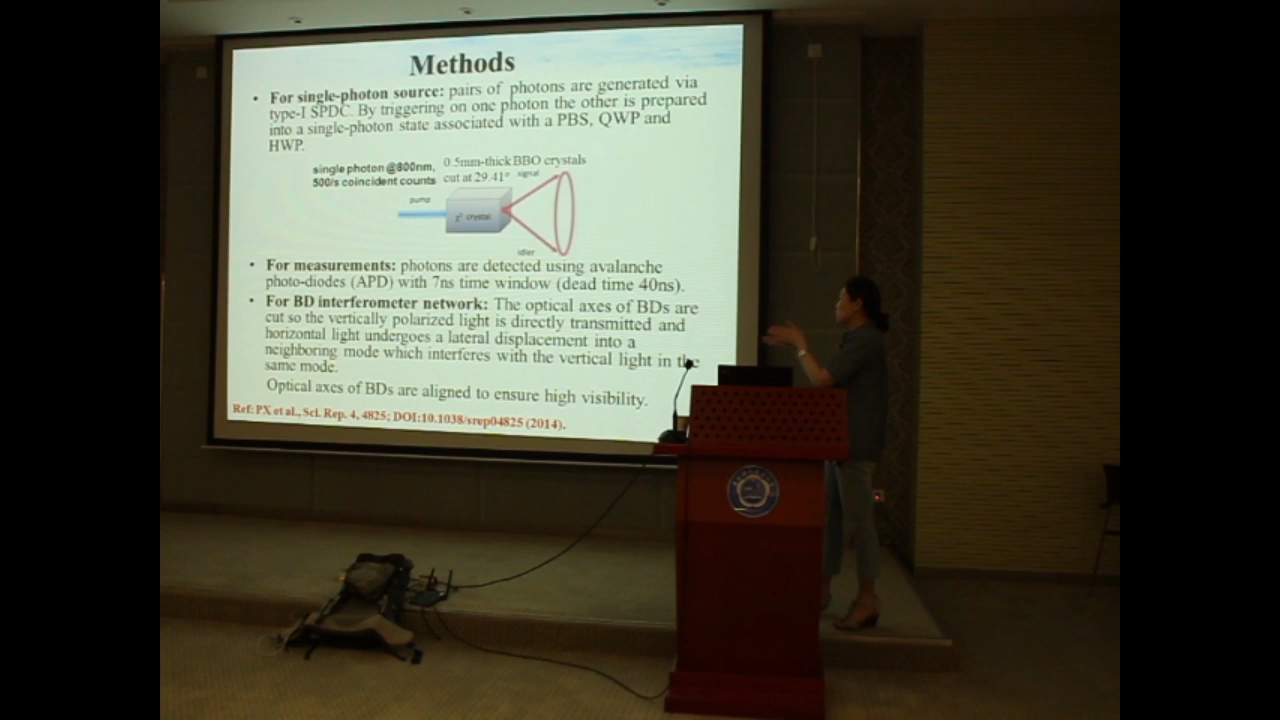 Methods
• For single-photon source: pairs of photons are generated via
type-I SPDC. By triggering on one photon the other is prepared
into a single-photon state associated with a PBS, QWP and
HWP.
single photon @800nm,
500/s coincident counts
0.5mm-thick BBO crystals
cut at 29.41°
signal
pump
crystal
idler
• For measurements: photons are detected using avalanche
photo-diodes (APD) with 7ns time window (dead time 40ns).
• For BD interferometer network: The optical axes of BDs are
cut so the vertically polarized light is directly transmitted and
horizontal light undergoes a lateral displacement into a
neighboring mode which interferes with the vertical light in the
same mode.
Optical axes of BDs are aligned to ensure high visibility.
Ref: PX et al., Sci. Rep. 4, 4825; DOI:10.1038/srep04825 (2014).